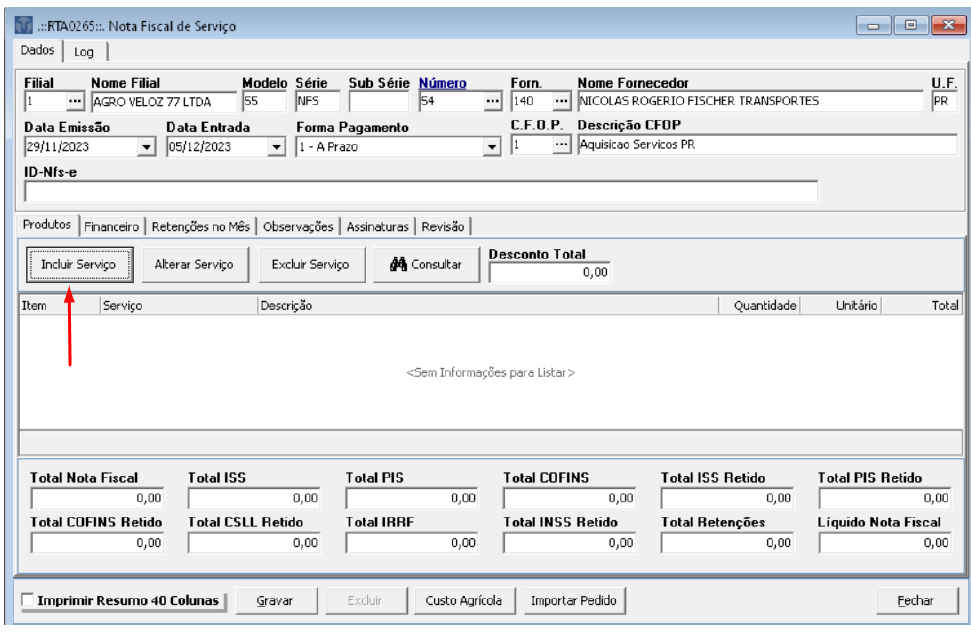 .::RTA0265::. Nota Fiscal de Serviço
Dados Log
Filial Nome Filial Modelo Série Sub Série Número Forn. Nome Fornecedor U.F.
1 ... AGRO VELOZ 77 LTDA 55 NFS 54 ... 140 ... NICOLAS ROGERIO FISCHER TRANSPORTES PR
Data Emissão Data Entrada Forma Pagamento C.F.O.P. Descrição CFOP
29/11/2023 05/12/2023 1 - A Prazo 1 ... Aquisicao Servicos PR
ID-Nfs-e
Produtos Financeiro Retenções no Mês Observações Assinaturas Revisão
Incluir Serviço Alterar Serviço Excluir Serviço Consultar Desconto Total
0,00
Item Serviço Descrição Quantidade Unitário Total
<Sem Informações para Listar>
Total Nota Fiscal Total ISS Total PIS Total COFINS Total ISS Retido Total PIS Retido
0,00 0,00 0,00 0,00 0,00 0,00
Total COFINS Retido Total CSLL Retido Total IRRF Total INSS Retido Total Retenções Líquido Nota Fiscal
0,00 0,00 0,00 0,00 0,00 0,00
Imprimir Resumo 40 Colunas Gravar Excluir Custo Agrícola Importar Pedido Fechar